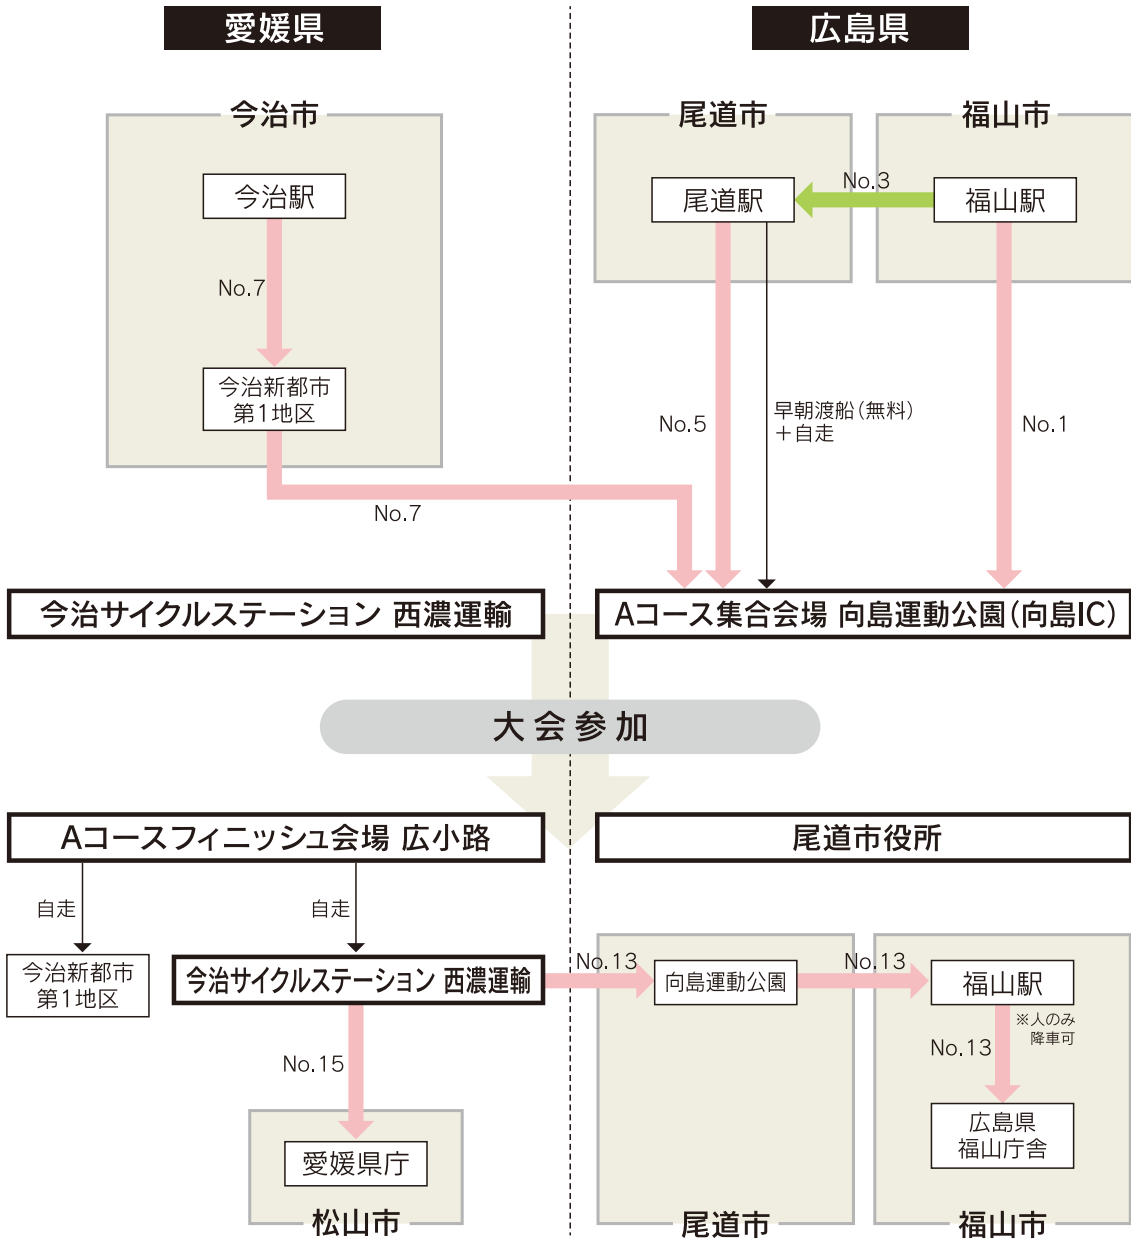 愛媛県
広島県
今治市
尾道市
福山市
今治駅
尾道駅
No.3
福山駅
No.7
今治新都市
第1地区
No.5
早朝渡船(無料)
＋自走
No.1
No.7
今治サイクルステーション 西濃運輸
Aコース集合会場 向島運動公園(向島IC)
大会参加
Aコースフィニッシュ会場 広小路
尾道市役所
自走
自走
今治新都市
第1地区
今治サイクルステーション 西濃運輸
No.13
向島運動公園
No.13
福山駅
※人のみ
降車可
No.15
No.13
愛媛県庁
広島県
福山庁舎
松山市
尾道市
福山市